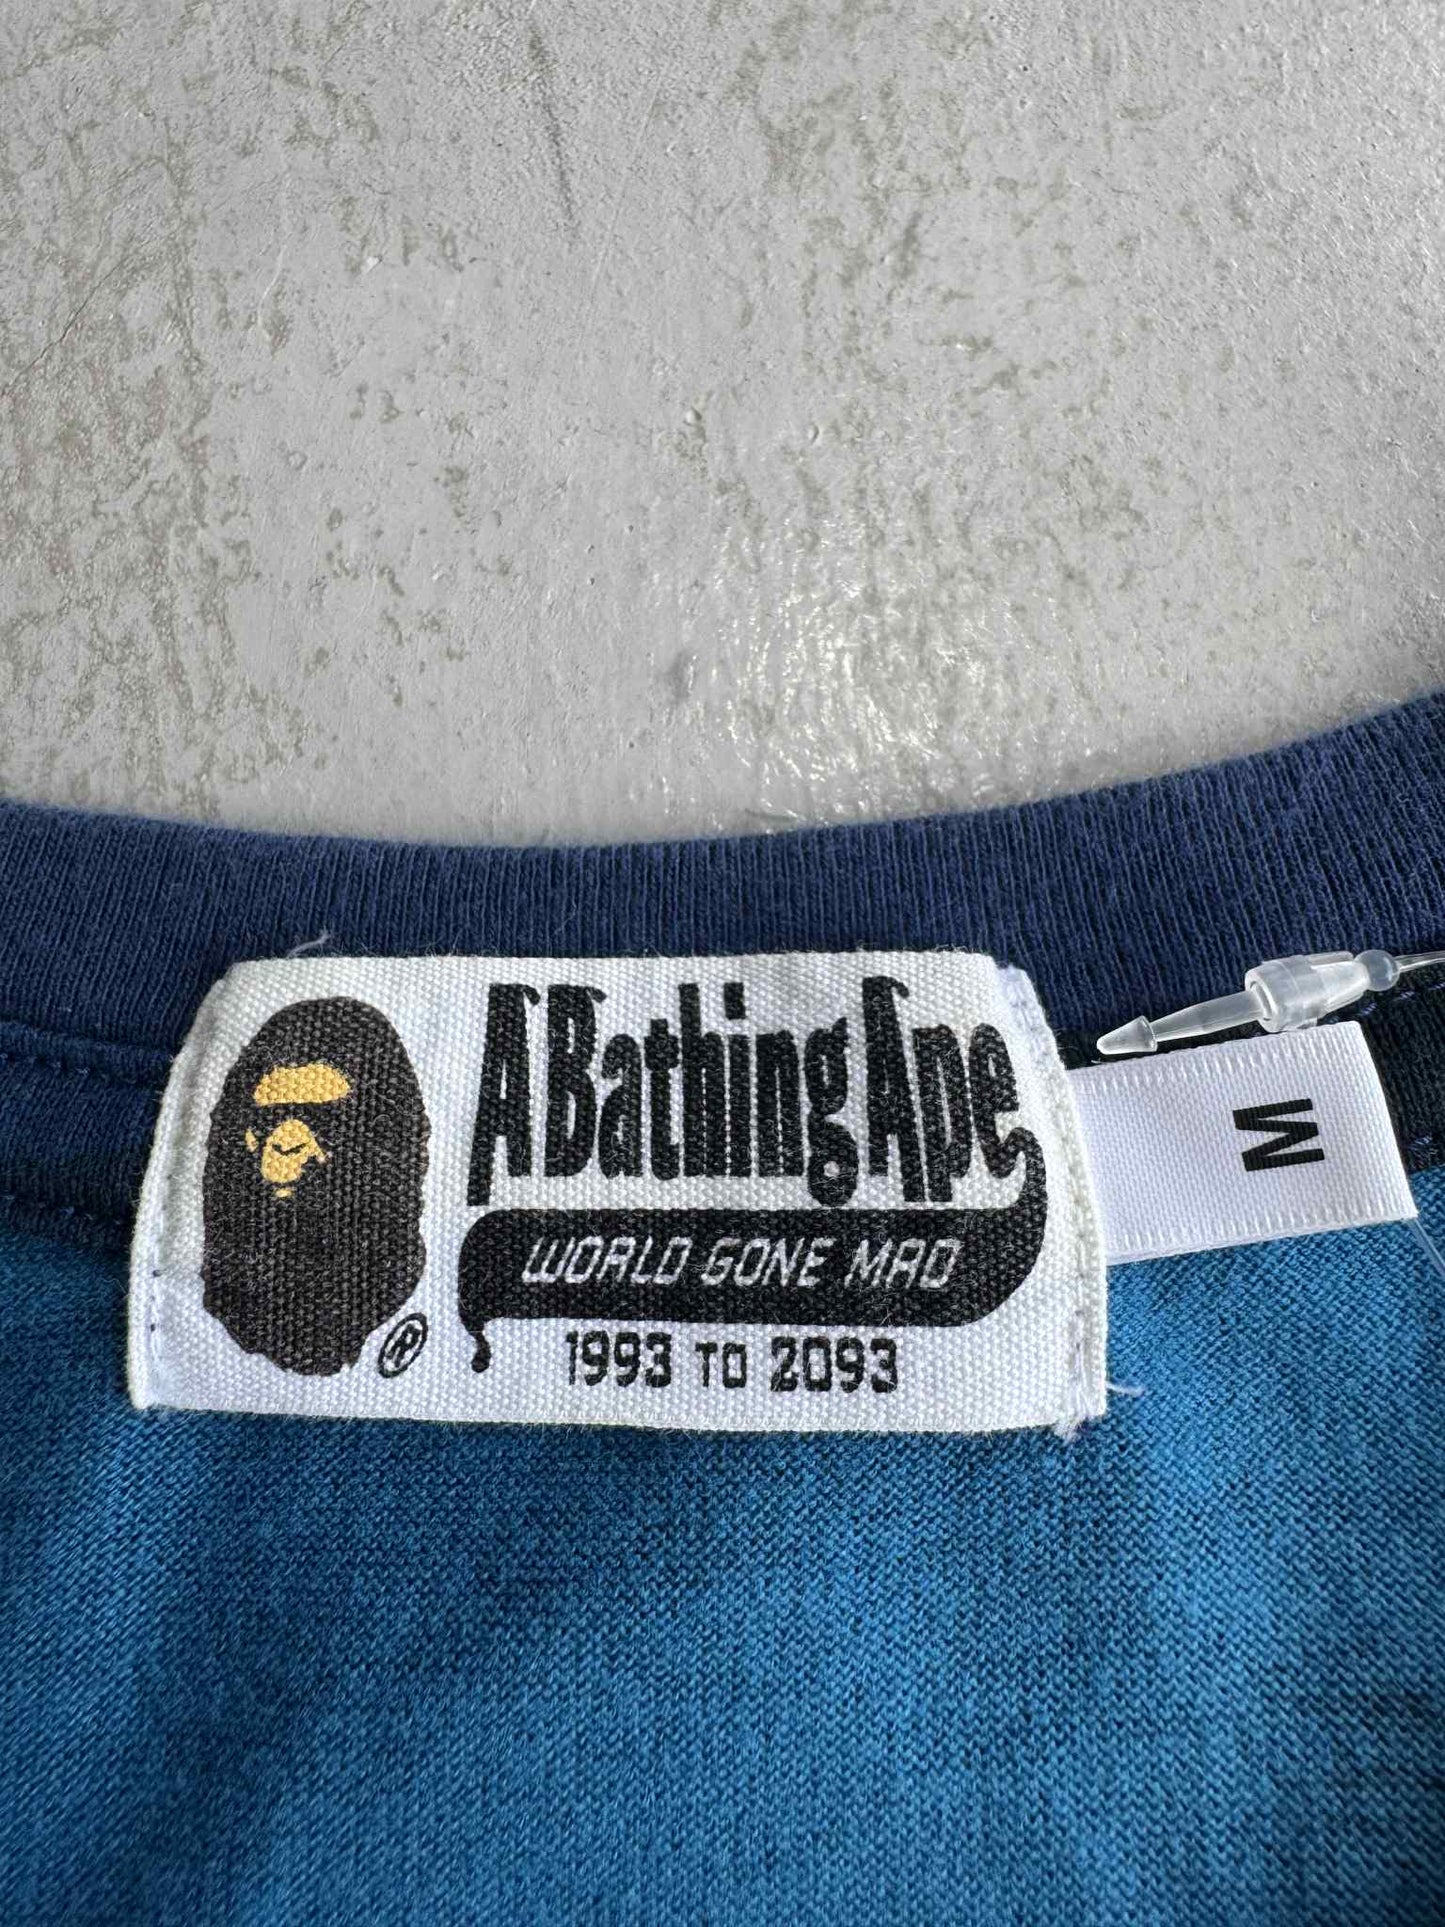 A Bathing Ape
WORLD GONE MAD
1993 TO 2093
®
M